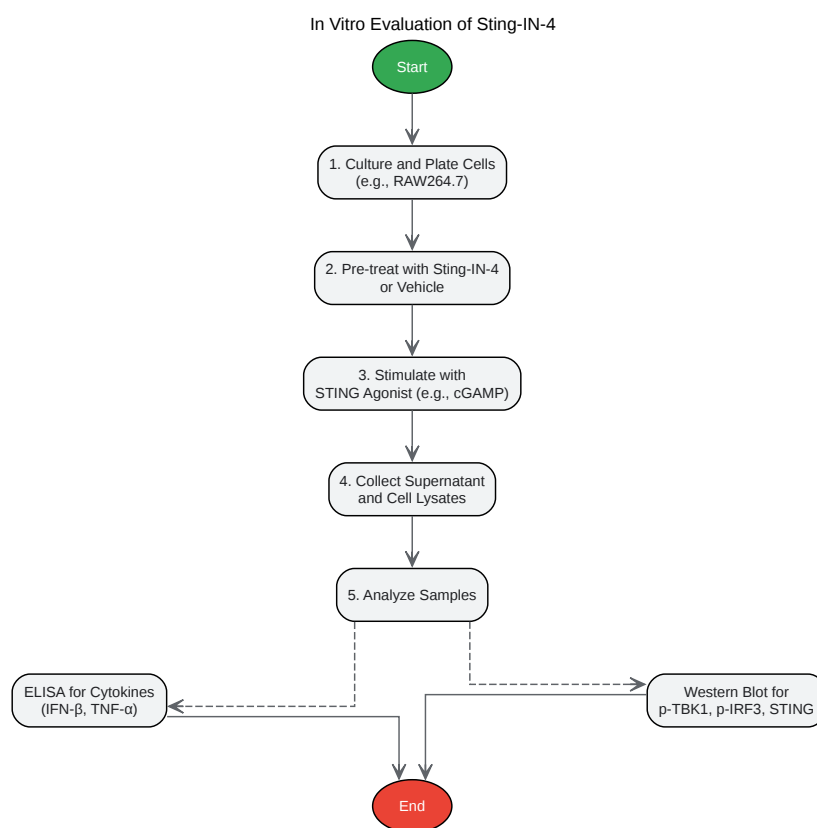 In Vitro Evaluation of Sting-IN-4
Start
1. Culture and Plate Cells
(e.g., RAW264.7)
2. Pre-treat with Sting-IN-4
or Vehicle
3. Stimulate with
STING Agonist (e.g., cGAMP)
4. Collect Supernatant
and Cell Lysates
5. Analyze Samples
ELISA for Cytokines
(IFN-β, TNF-α)
Western Blot for
p-TBK1, p-IRF3, STING
End